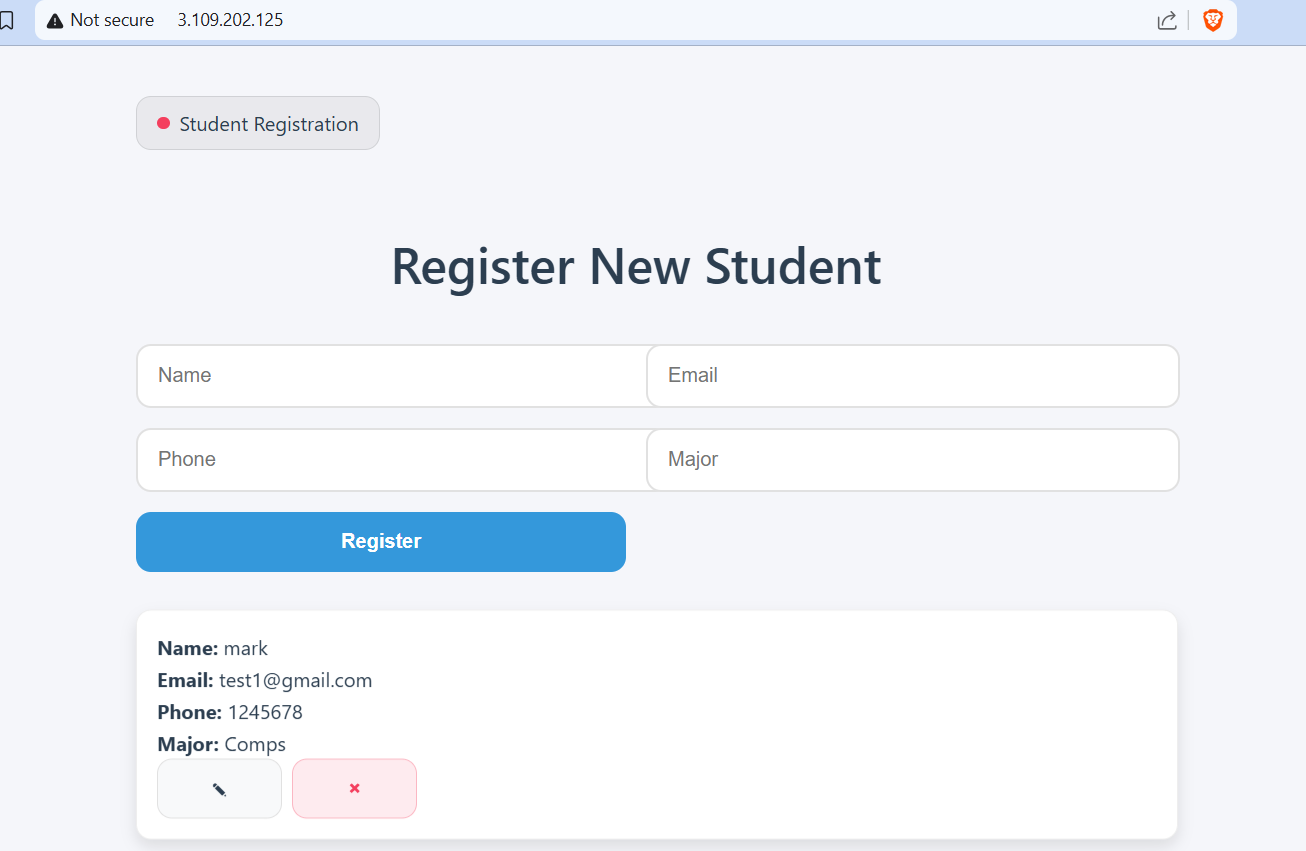 Not secure 3.109.202.125
Student Registration
Register New Student
Name Email
Phone Major
Register
Name: mark
Email: test1@gmail.com
Phone: 1245678
Major: Comps